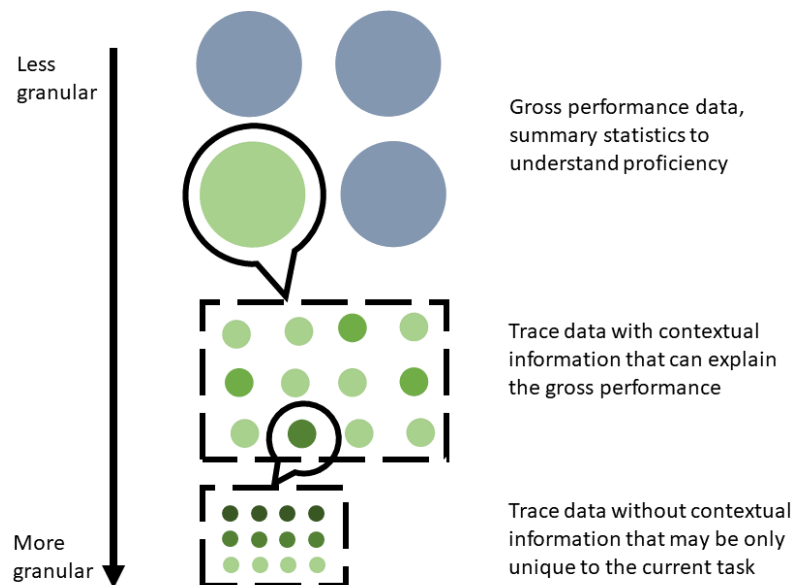 Less
granular
Gross performance data,
summary statistics to
understand proficiency
Trace data with contextual
information that can explain
the gross performance
More
granular
Trace data without contextual
information that may be only
unique to the current task